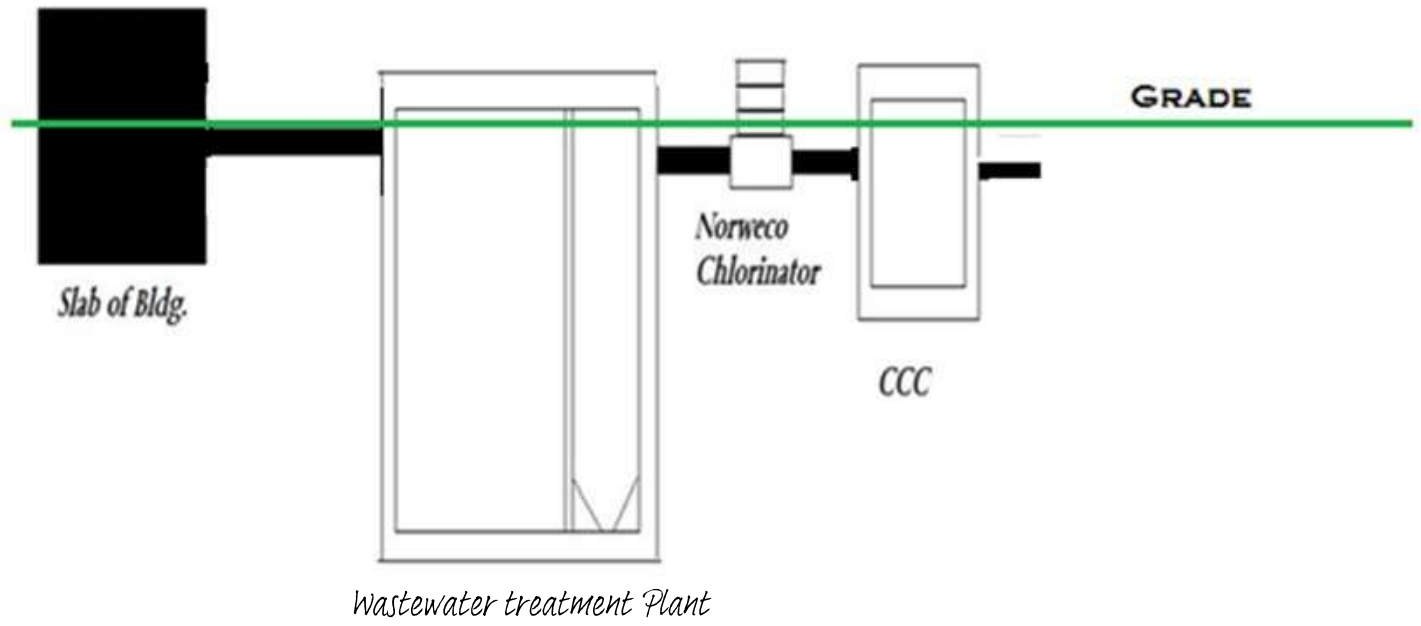 GRADE
Norweco
Chlorinator
Slab of Bldg.
CCC
Wastewater treatment Plant